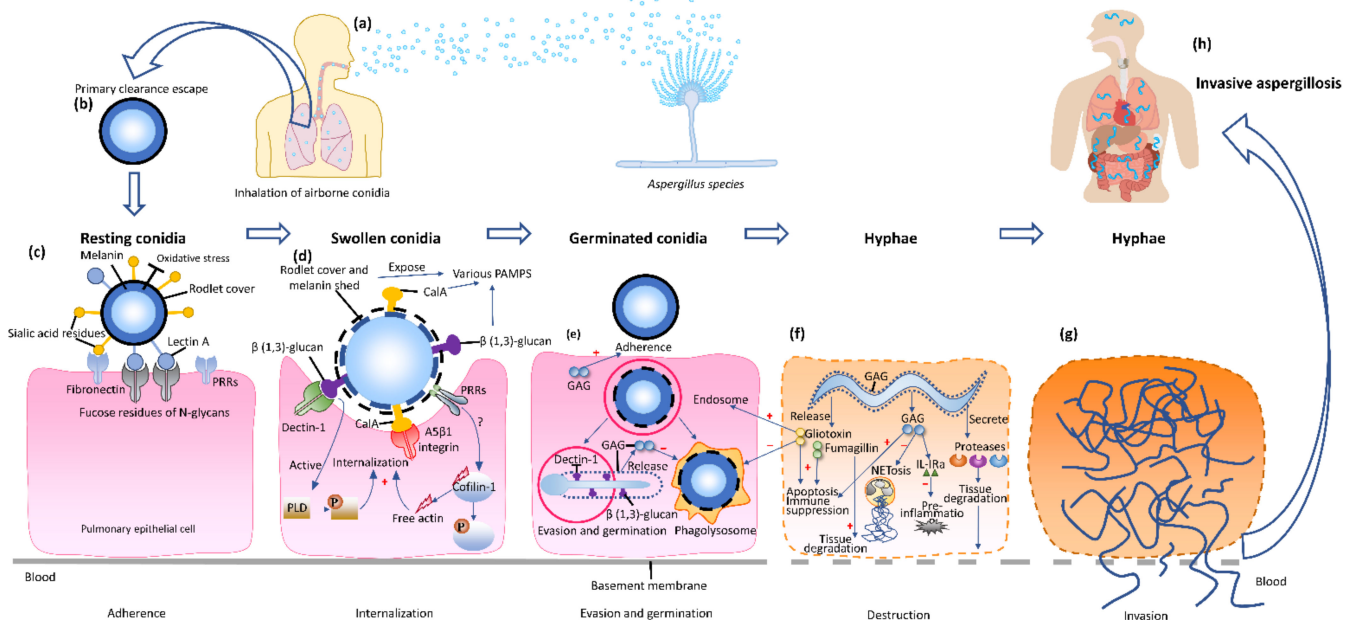 (a)
(h)
Invasive aspergillosis
Primary clearance escape
(b)
Inhalation of airborne conidia
Aspergillus species
Resting conidia
Swollen conidia
Germinated conidia
Hyphae
Hyphae
(c)
Melanin
Oxidative stress
Rodlet cover
Sialic acid residues
Lectin A
Fibronectin
PRRs
Fucose residues of N-glycans
Pulmonary epithelial cell
(d)
Rodlet cover and
melanin shed
Expose
Various PAMPS
CalA
β (1,3)-glucan
β (1,3)-glucan
PRRs
?
Dectin-1
CalA
A5β1
integrin
Active
Internalization
+
Cofilin-1
PLD
P
Free actin
P
(e)
Adherence
+
GAG
Endosome
GAG
Dectin-1
Release
−
β (1,3)-glucan
Evasion and germination
Phagolysosome
(f)
GAG
Release
GAG
Secrete
+
−
Gliotoxin
Fumagillin
+
−
IL-IRa
Proteases
NETosis
+
−
Apoptosis
Immune
suppression
Pre-
inflammatio
Tissue
degradation
+
Tissue
degradation
(g)
Blood
Basement membrane
Blood
Adherence
Internalization
Evasion and germination
Destruction
Invasion